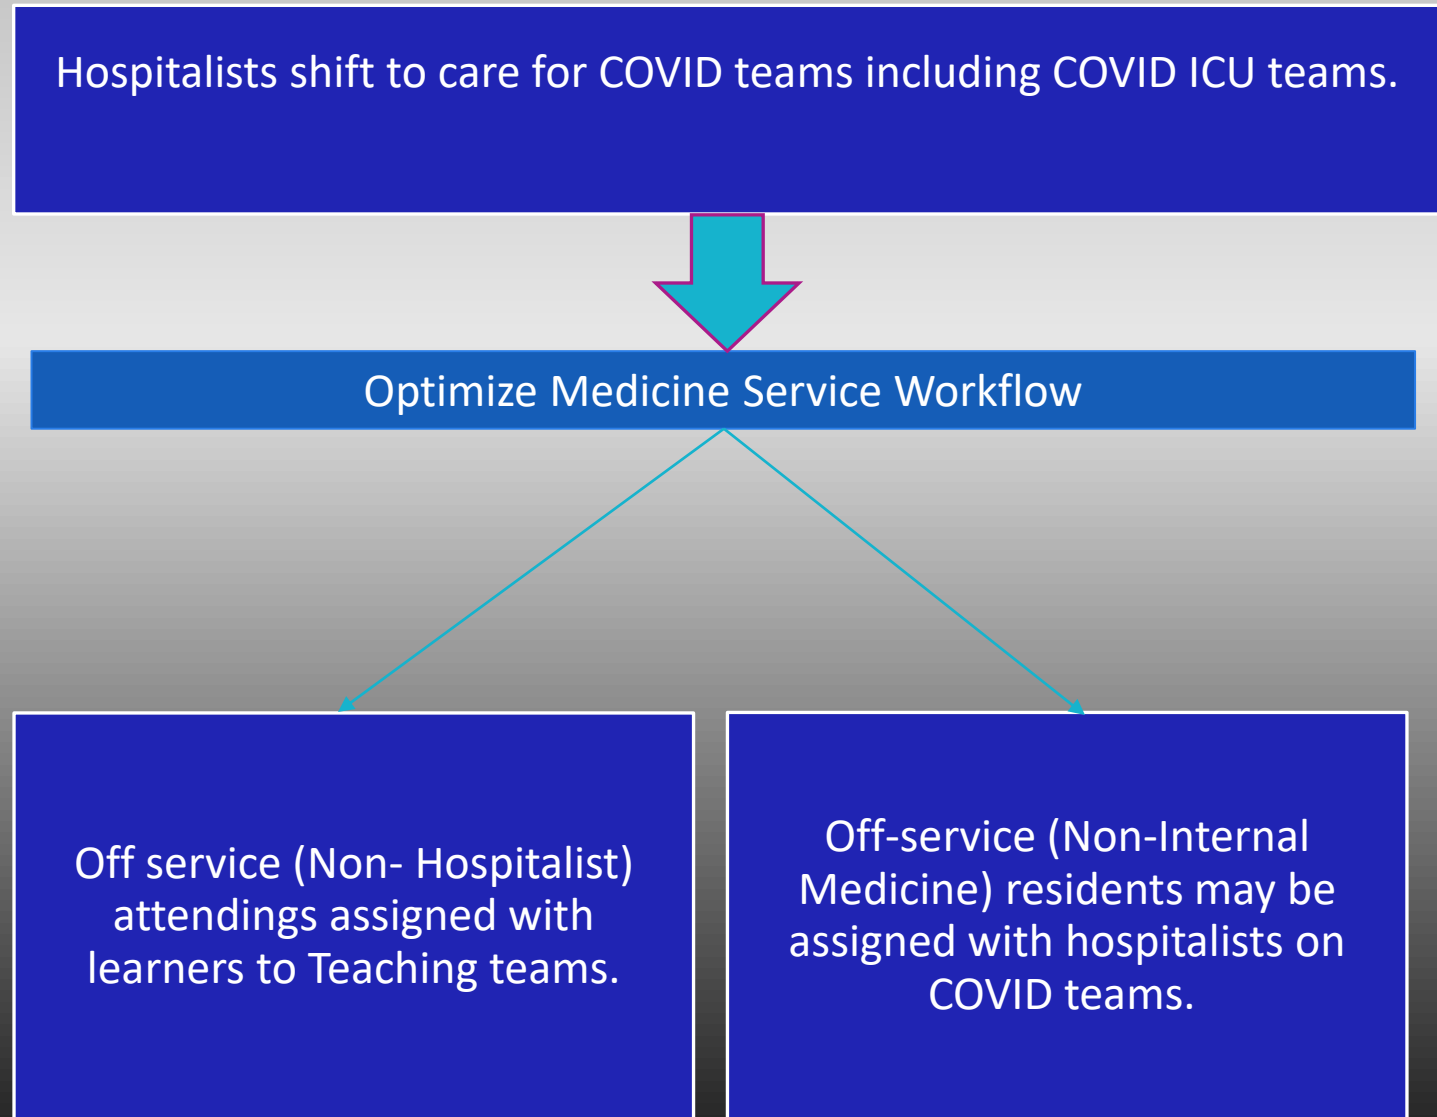 Hospitalists shift to care for COVID teams including COVID ICU teams.
Optimize Medicine Service Workflow
Off service (Non- Hospitalist)
attendings assigned with
learners to Teaching teams.
Off-service (Non-Internal
Medicine) residents may be
assigned with hospitalists on
COVID teams.